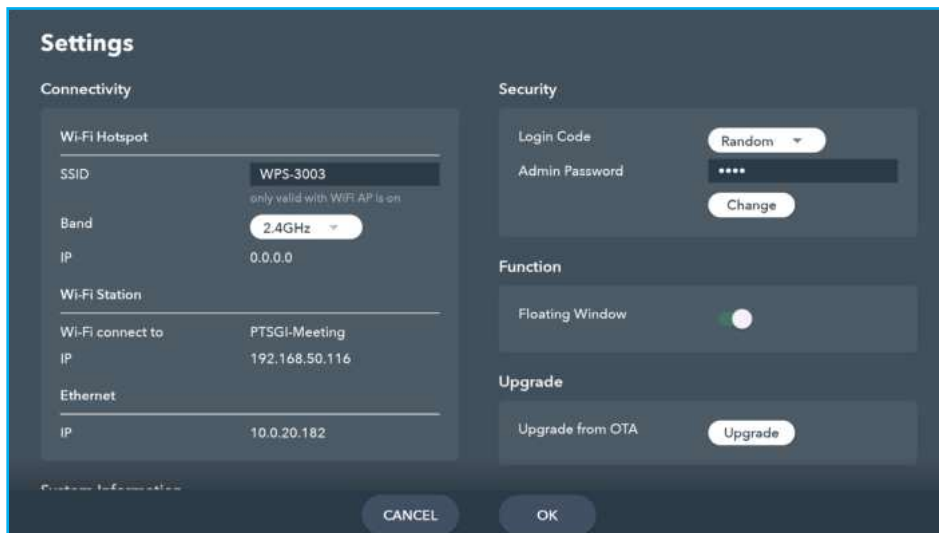 Settings
Connectivity
Wi-Fi Hotspot
SSID WPS-3003
only valid with WiFi AP is on
Band 2.4GHz
IP 0.0.0.0
Wi-Fi Station
Wi-Fi connect to PTSGI-Meeting
IP 192.168.50.116
Ethernet
IP 10.0.20.182
System Information
Security
Login Code Random
Admin Password ••••
Change
Function
Floating Window
Upgrade
Upgrade from OTA Upgrade
CANCEL OK